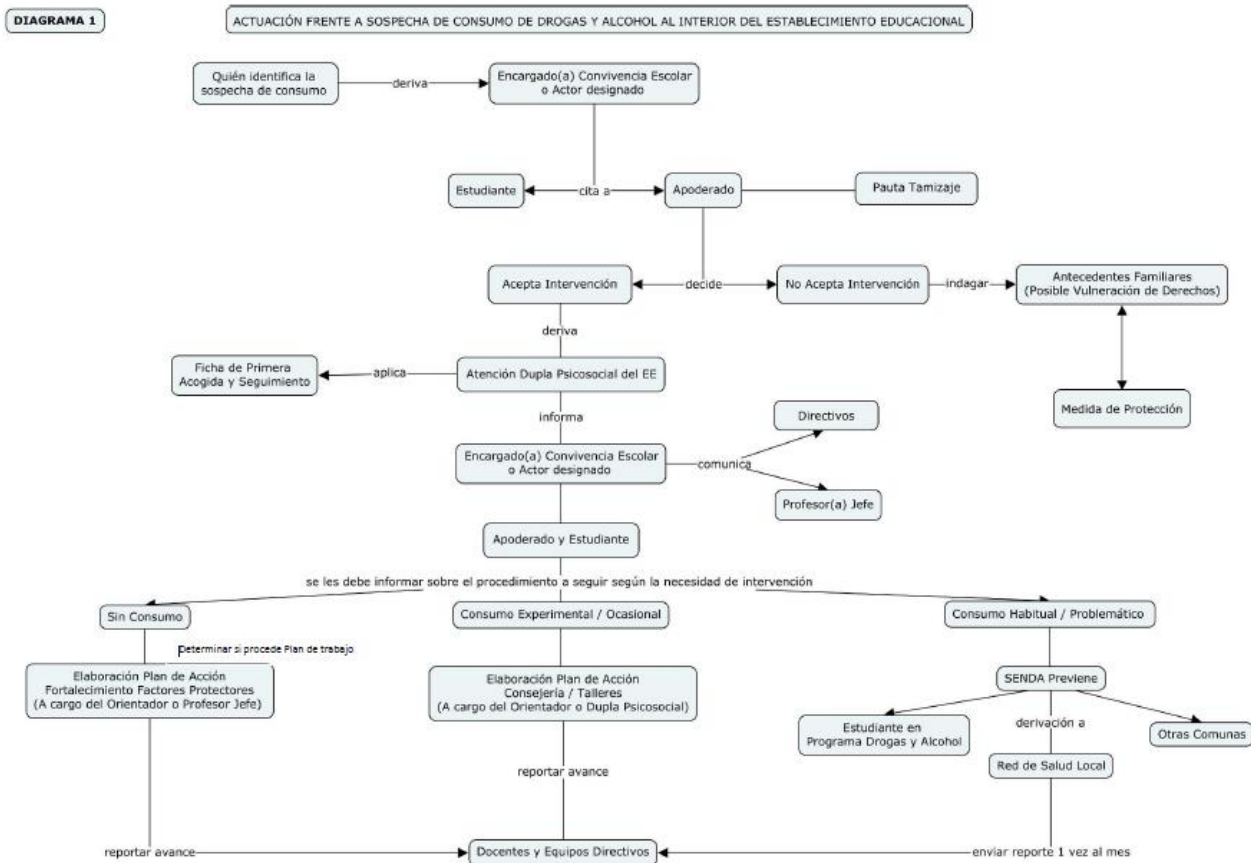 DIAGRAMA 1
ACTUACIÓN FRENTE A SOSPECHA DE CONSUMO DE DROGAS Y ALCOHOL AL INTERIOR DEL ESTABLECIMIENTO EDUCACIONAL
Quién identifica la
sospecha de consumo
deriva
Encargado(a) Convivencia Escolar
o Actor designado
Estudiante
cita a
Apoderado
Pauta Tamizaje
Acepta Intervención
decide
No Acepta Intervención
indagar
Antecedentes Familiares
(Posible Vulneración de Derechos)
deriva
Ficha de Primera
Acogida y Seguimiento
aplica
Atención Dupla Psicosocial del EE
Medida de Protección
informa
Directivos
Encargado(a) Convivencia Escolar
o Actor designado
comunica
Profesor(a) Jefe
Apoderado y Estudiante
se les debe informar sobre el procedimiento a seguir según la necesidad de intervención
Sin Consumo
Consumo Experimental / Ocasional
Consumo Habitual / Problemático
Determinar si procede Plan de trabajo
Elaboración Plan de Acción
Fortalecimiento Factores Protectores
(A cargo del Orientador o Profesor Jefe)
Elaboración Plan de Acción
Consejería / Talleres
(A cargo del Orientador o Dupla Psicosocial)
SENDA Previene
Estudiante en
Programa Drogas y Alcohol
derivación a
Otras Comunas
Red de Salud Local
reportar avance
reportar avance
Docentes y Equipos Directivos
enviar reporte 1 vez al mes